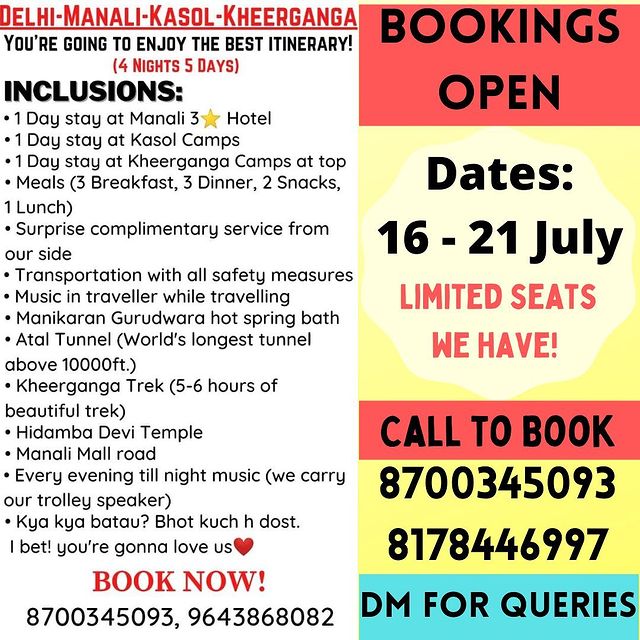 DELHI-MANALI-KASOL-KHEERGANGA
YOU'RE GOING TO ENJOY THE BEST ITINERARY!
(4 NIGHTS 5 DAYS)
INCLUSIONS:
• 1 Day stay at Manali 3⭐ Hotel
• 1 Day stay at Kasol Camps
• 1 Day stay at Kheerganga Camps at top
• Meals (3 Breakfast, 3 Dinner, 2 Snacks,
1 Lunch)
• Surprise complimentary service from
our side
• Transportation with all safety measures
• Music in traveller while travelling
• Manikaran Gurudwara hot spring bath
• Atal Tunnel (World's longest tunnel
above 10000ft.)
• Kheerganga Trek (5-6 hours of
beautiful trek)
• Hidamba Devi Temple
• Manali Mall road
• Every evening till night music (we carry
our trolley speaker)
• Kya kya batau? Bhot kuch h dost.
I bet! you're gonna love us❤️
BOOK NOW!
8700345093, 9643868082
BOOKINGS
OPEN
Dates:
16 - 21 July
LIMITED SEATS
WE HAVE!
CALL TO BOOK
8700345093
8178446997
DM FOR QUERIES